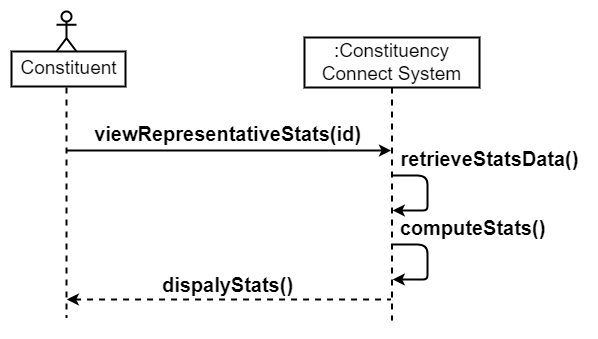 Constituent
:Constituency
Connect System
viewRepresentativeStats(id)
retrieveStatsData()
computeStats()
dispalyStats()